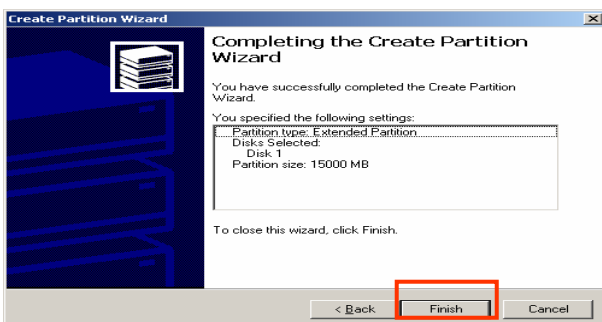 Create Partition Wizard
Completing the Create Partition
Wizard
You have successfully completed the Create Partition
Wizard.
You specified the following settings:
Partition type: Extended Partition
Disks Selected:
Disk 1
Partition size: 15000 MB
To close this wizard, click Finish.
< Back
Finish
Cancel